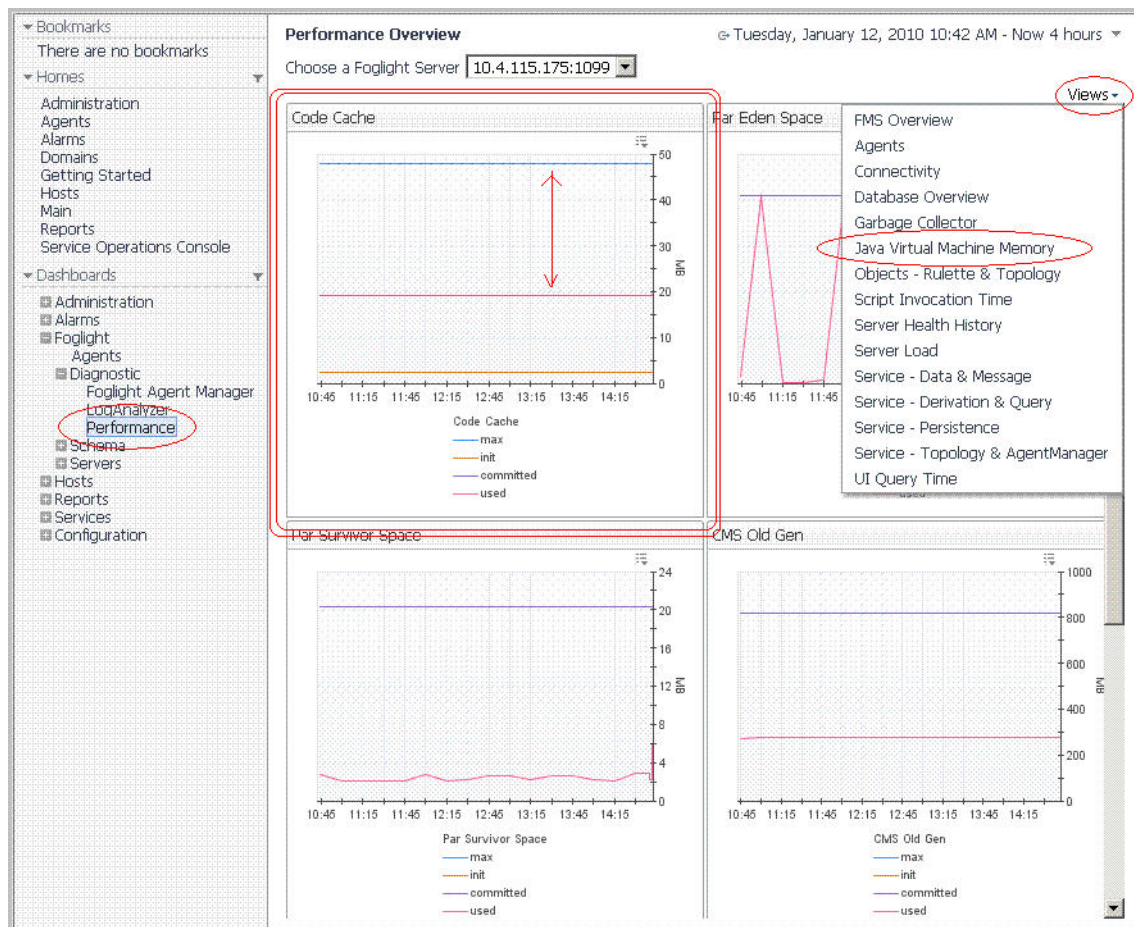 Bookmarks
There are no bookmarks
Homes
Administration
Agents
Alarms
Domains
Getting Started
Hosts
Main
Reports
Service Operations Console
Dashboards
Administration
Alarms
Foglight
Agents
Diagnostic
Foglight Agent Manager
LogAnalyzer
Performance
Schema
Servers
Hosts
Reports
Services
Configuration
Performance Overview
Tuesday, January 12, 2010 10:42 AM - Now 4 hours
Choose a Foglight Server 10.4.115.175:1099
Views
FMS Overview
Agents
Connectivity
Database Overview
Garbage Collector
Java Virtual Machine Memory
Objects - Rulette & Topology
Script Invocation Time
Server Health History
Server Load
Service - Data & Message
Service - Derivation & Query
Service - Persistence
Service - Topology & AgentManager
UI Query Time
Code Cache
50
40
30
20
10
0
MB
10:45 11:15 11:45 12:15 12:45 13:15 13:45 14:15
Code Cache
max
init
committed
used
Par Eden Space
10:45 11:15 11:45
used
Par Survivor Space
24
20
16
12
8
4
0
MB
10:45 11:15 11:45 12:15 12:45 13:15 13:45 14:15
Par Survivor Space
max
init
committed
used
CMS Old Gen
1000
800
600
400
200
0
MB
10:45 11:15 11:45 12:15 12:45 13:15 13:45 14:15
CMS Old Gen
max
init
committed
used